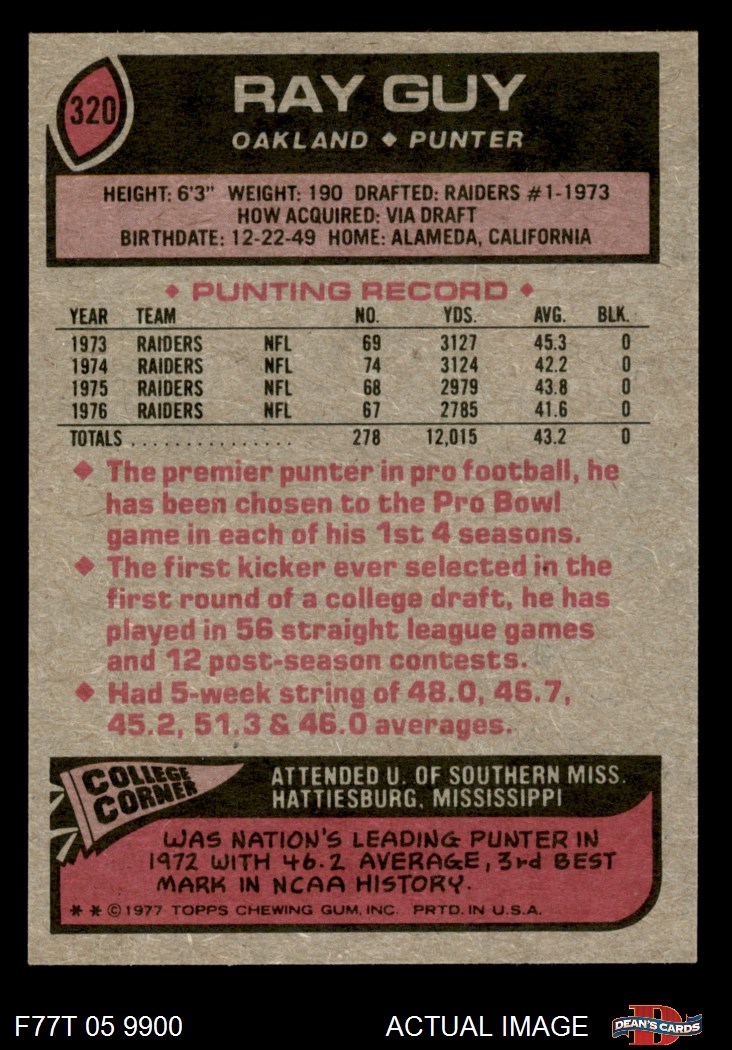 320
RAY GUY
OAKLAND ◆ PUNTER
HEIGHT: 6'3" WEIGHT: 190 DRAFTED: RAIDERS #1-1973
HOW ACQUIRED: VIA DRAFT
BIRTHDATE: 12-22-49 HOME: ALAMEDA, CALIFORNIA
◆ PUNTING RECORD ◆
YEAR TEAM NO. YDS. AVG. BLK.
1973 RAIDERS NFL 69 3127 45.3 0
1974 RAIDERS NFL 74 3124 42.2 0
1975 RAIDERS NFL 68 2979 43.8 0
1976 RAIDERS NFL 67 2785 41.6 0
TOTALS . . . . . . . . . . . . . . . 278 12,015 43.2 0
◆ The premier punter in pro football, he
has been chosen to the Pro Bowl
game in each of his 1st 4 seasons.
◆ The first kicker ever selected in the
first round of a college draft, he has
played in 56 straight league games
and 12 post-season contests.
◆ Had 5-week string of 48.0, 46.7,
45.2, 51.3 & 46.0 averages.
COLLEGE
CORNER
ATTENDED U. OF SOUTHERN MISS.
HATTIESBURG, MISSISSIPPI
WAS NATION'S LEADING PUNTER IN
1972 WITH 46.2 AVERAGE, 3rd BEST
MARK IN NCAA HISTORY.
* * © 1977 TOPPS CHEWING GUM, INC. PRTD. IN U.S.A.
F77T 05 9900 ACTUAL IMAGE
D
DEAN'S CARDS